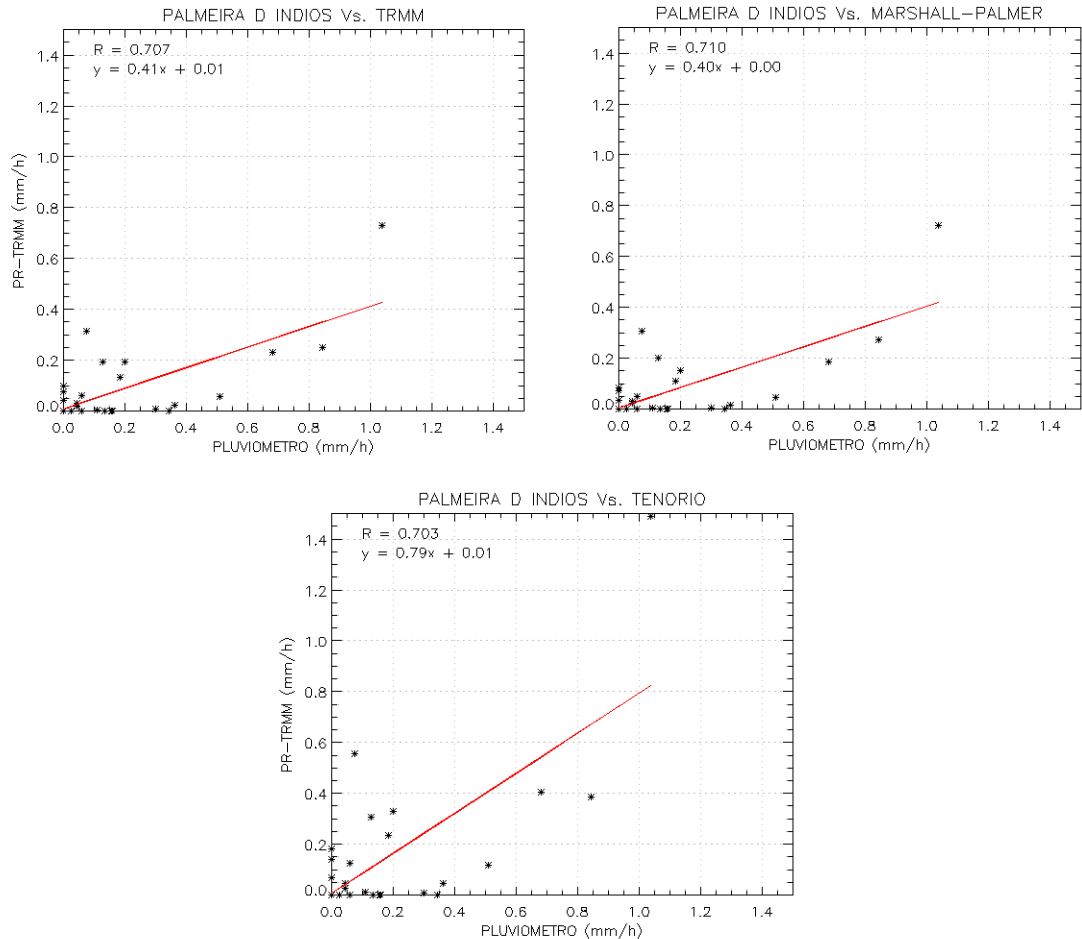 PALMEIRA D INDIOS Vs. TRMM
R = 0.707
y = 0.41x + 0.01
PR-TRMM (mm/h)
1.4
1.2
1.0
0.8
0.6
0.4
0.2
0.0
0.0 0.2 0.4 0.6 0.8 1.0 1.2 1.4
PLUVIOMETRO (mm/h)
PALMEIRA D INDIOS Vs. MARSHALL-PALMER
R = 0.710
y = 0.40x + 0.00
1.4
1.2
1.0
0.8
0.6
0.4
0.2
0.0
0.0 0.2 0.4 0.6 0.8 1.0 1.2 1.4
PLUVIOMETRO (mm/h)
PALMEIRA D INDIOS Vs. TENORIO
R = 0.703
y = 0.79x + 0.01
PR-TRMM (mm/h)
1.4
1.2
1.0
0.8
0.6
0.4
0.2
0.0
0.0 0.2 0.4 0.6 0.8 1.0 1.2 1.4
PLUVIOMETRO (mm/h)